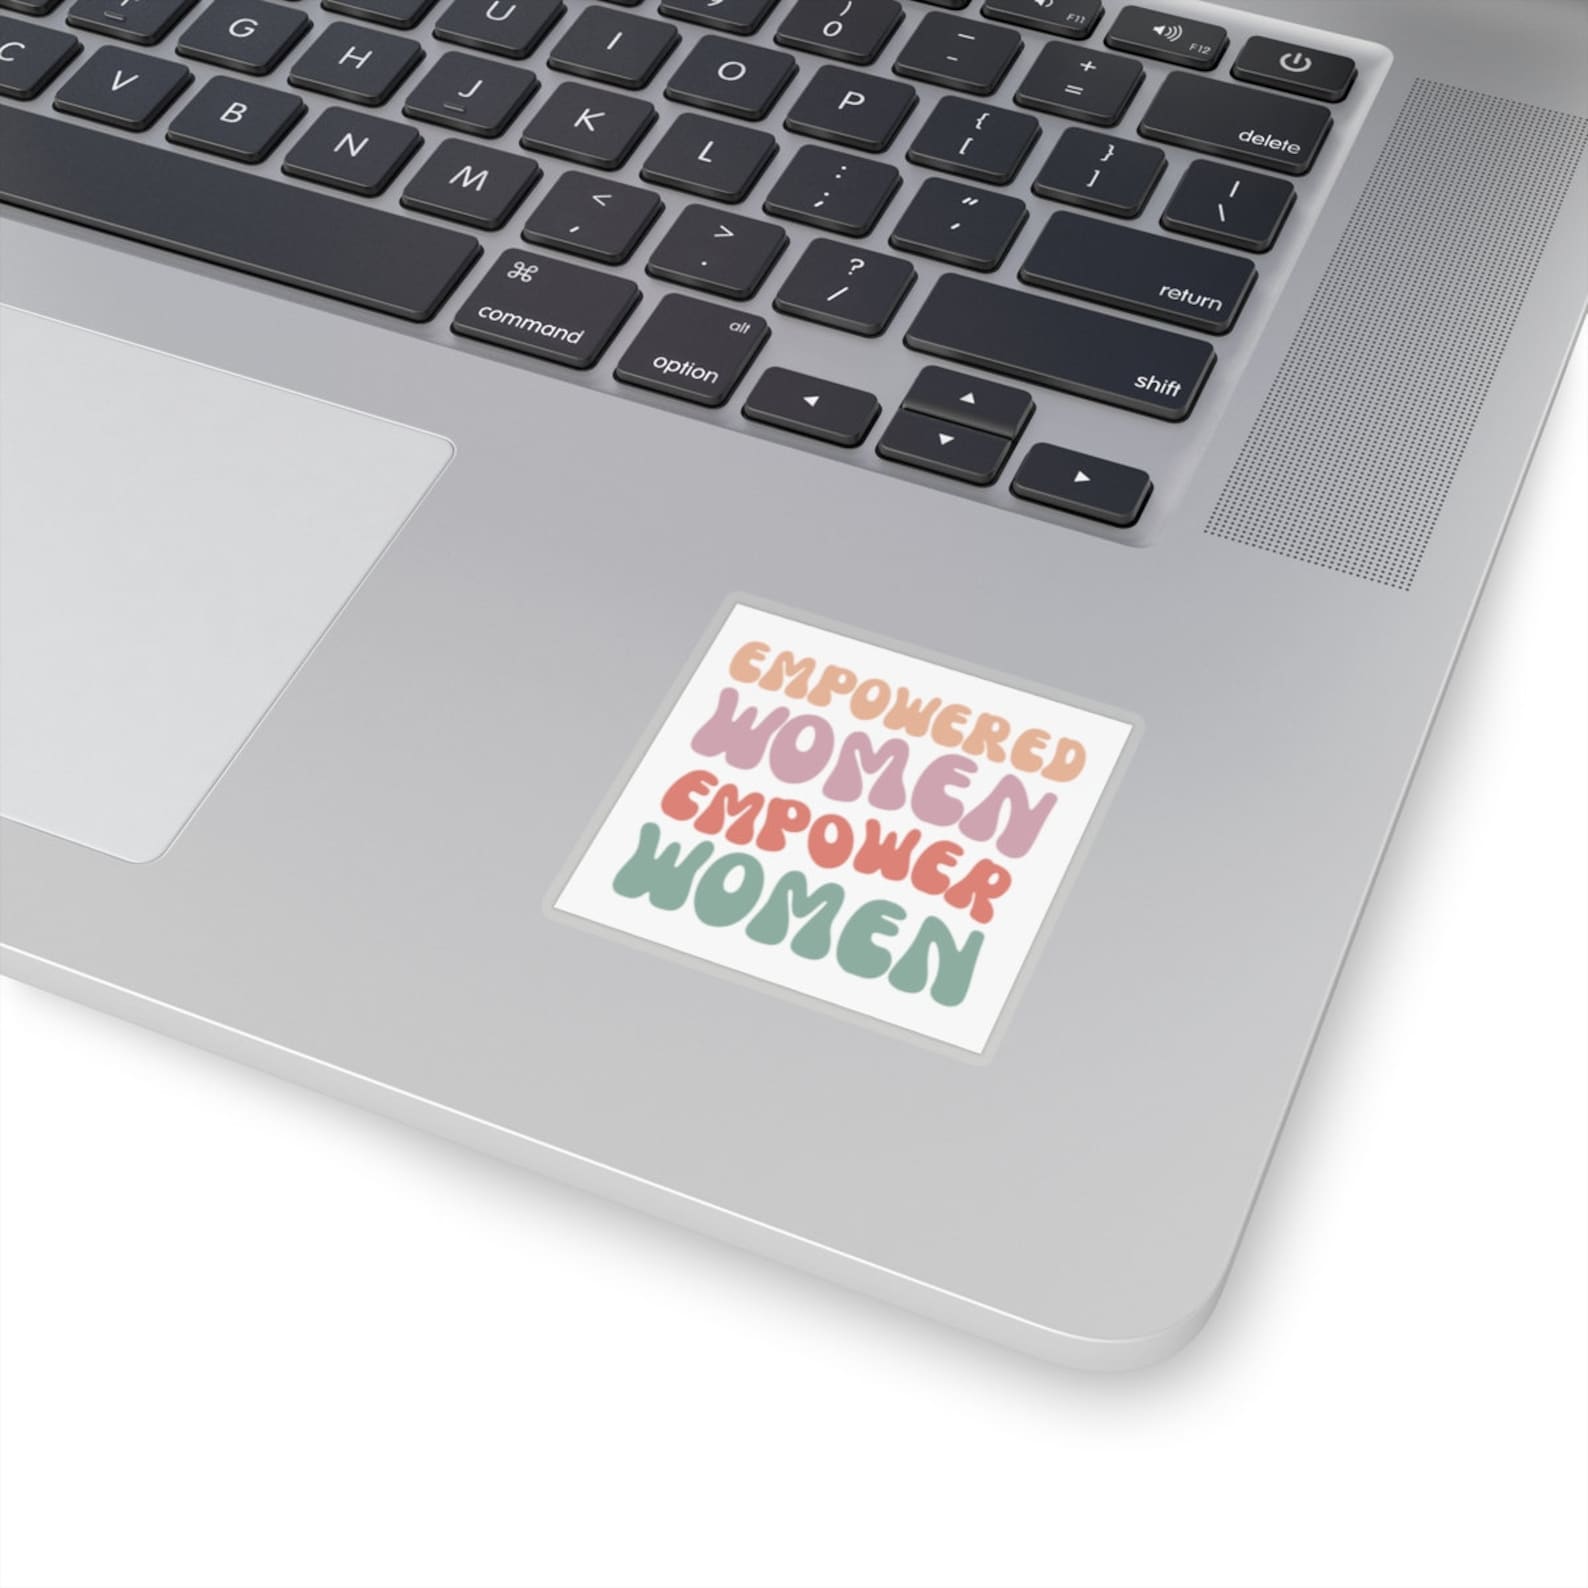 U
)
0
_
-
F11
F12
G
H
I
O
+
=
delete
C
V
J
K
P
{
[
}
]
|
\
B
N
L
:
;
"
'
return
M
<
,
>
.
?
/
shift
⌘
command
alt
option
EMPOWERED
WOMEN
EMPOWER
WOMEN